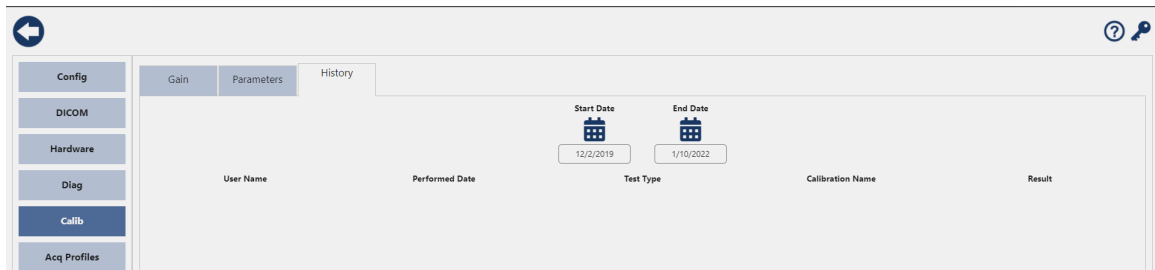 Config
DICOM
Hardware
Diag
Calib
Acq Profiles
Gain Parameters History
Start Date End Date
12/2/2019 1/10/2022
User Name Performed Date Test Type Calibration Name Result